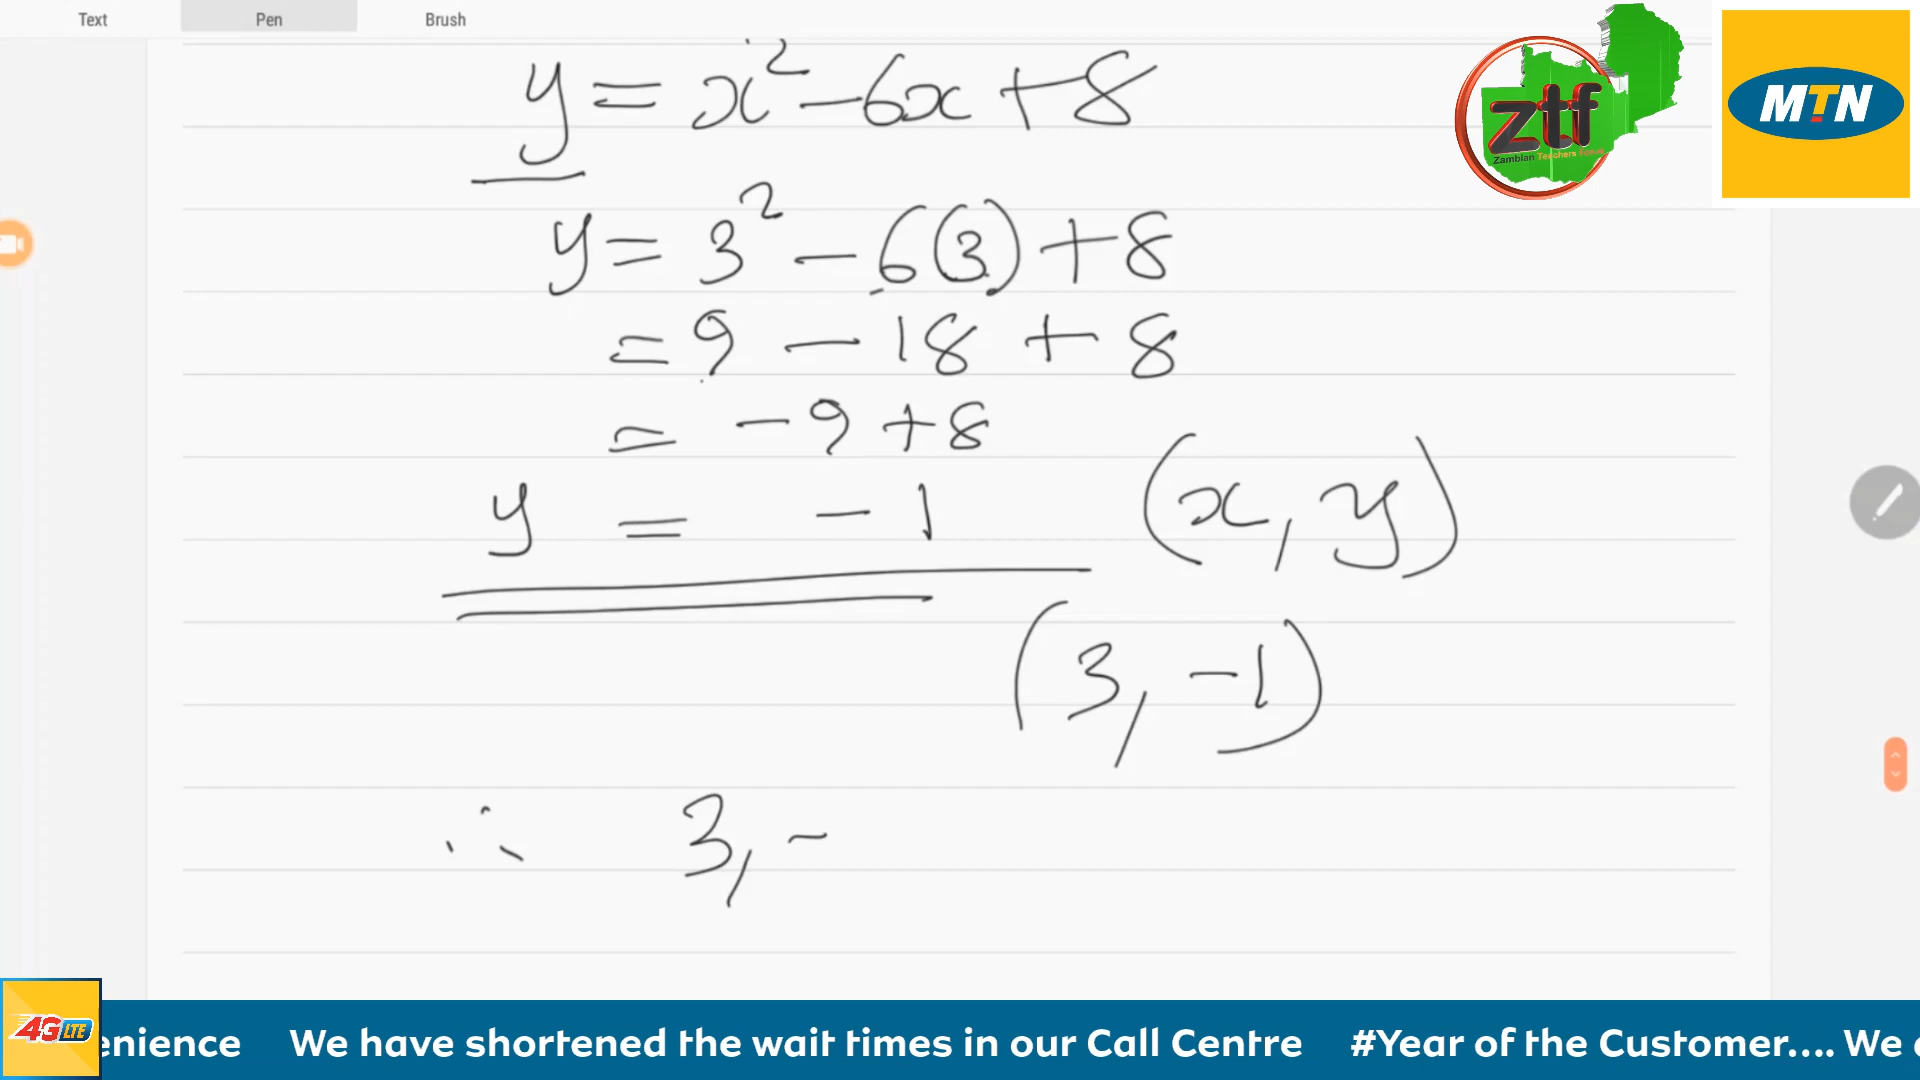 Text Pen Brush
y = x² - 6x + 8
y = 3² - 6(3) + 8
= 9 - 18 + 8
= - 9 + 8
y = - 1
(x, y)
(3, -1)
∴ 3, -
ztf
Zambian Teachers Forum
MTN
4G LTE
enience We have shortened the wait times in our Call Centre #Year of the Customer.... We